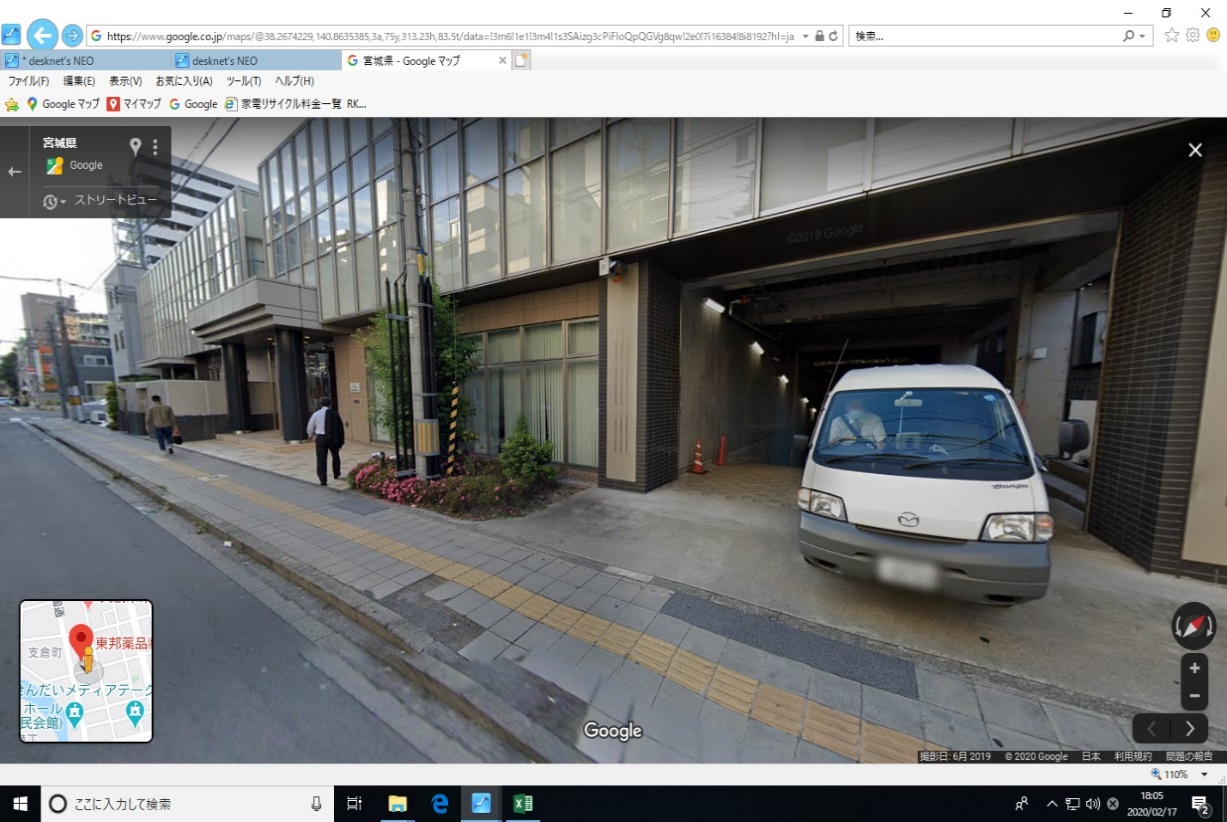 https://www.google.co.jp/maps/@38.2674229,140.8635385,3a,75y,313.23h,83.5t/data=!3m6!1e1!3m4!1s3SAizg3cPiFloQpQGVg8qw!2e0!7i16384!8i8192?hl=ja
検索...
* desknet's NEO
desknet's NEO
宮城県 - Google マップ
ファイル(F) 編集(E) 表示(V) お気に入り(A) ツール(T) ヘルプ(H)
Google マップ マイマップ Google 家電リサイクル料金一覧 RK...
宮城県
Google
ストリートビュー
©2019 Google
Bongo
支倉町
東邦薬品
せんだいメディアテーク
ホール
民会館)
Google
撮影日: 6月 2019 © 2020 Google 日本 利用規約 問題の報告
110%
ここに入力して検索
18:05
2020/02/17
2